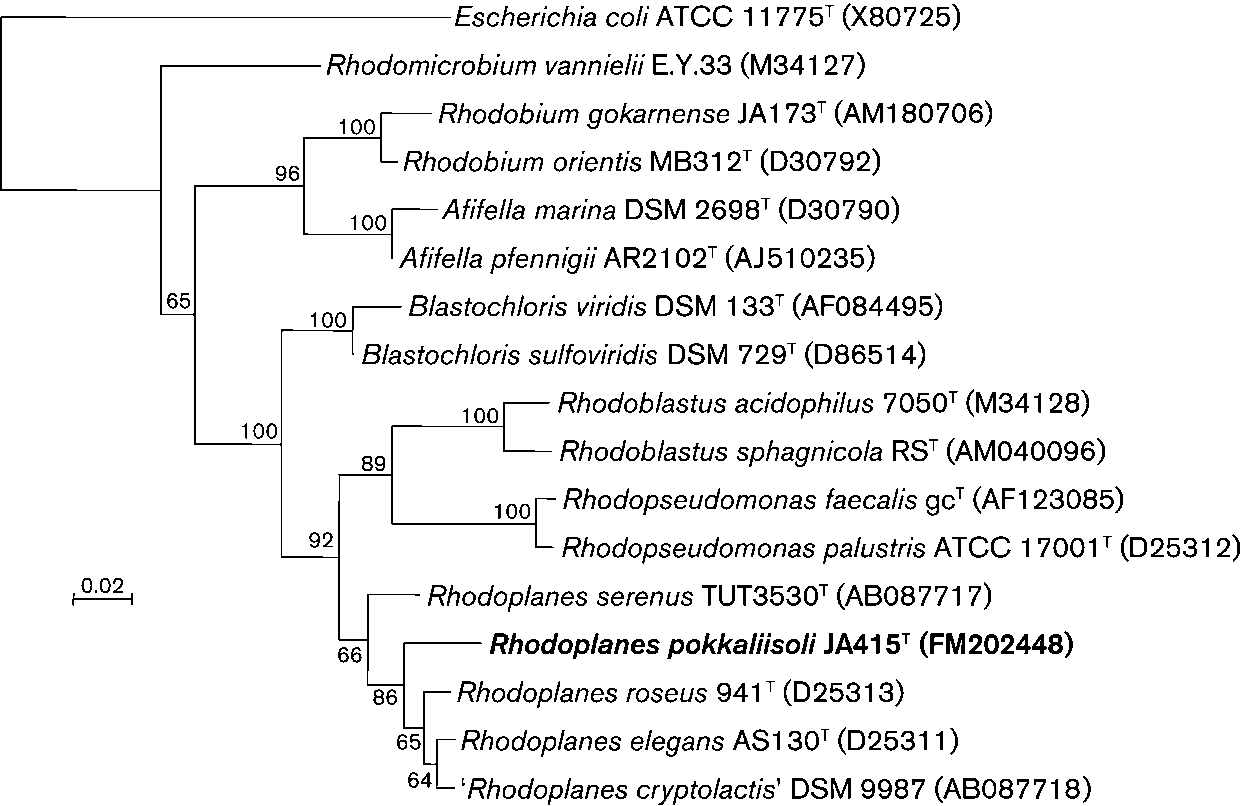 Escherichia coli ATCC 11775ᵀ (X80725)
Rhodomicrobium vannielii E.Y.33 (M34127)
Rhodobium gokarnense JA173ᵀ (AM180706)
100
Rhodobium orientis MB312ᵀ (D30792)
96
Afifella marina DSM 2698ᵀ (D30790)
100
Afifella pfennigii AR2102ᵀ (AJ510235)
65
Blastochloris viridis DSM 133ᵀ (AF084495)
100
Blastochloris sulfoviridis DSM 729ᵀ (D86514)
Rhodoblastus acidophilus 7050ᵀ (M34128)
100
100
Rhodoblastus sphagnicola RSᵀ (AM040096)
89
Rhodopseudomonas faecalis gcᵀ (AF123085)
100
92
Rhodopseudomonas palustris ATCC 17001ᵀ (D25312)
0.02
Rhodoplanes serenus TUT3530ᵀ (AB087717)
66
Rhodoplanes pokkaliisoli JA415ᵀ (FM202448)
86
Rhodoplanes roseus 941ᵀ (D25313)
65
Rhodoplanes elegans AS130ᵀ (D25311)
64
‘Rhodoplanes cryptolactis’ DSM 9987 (AB087718)